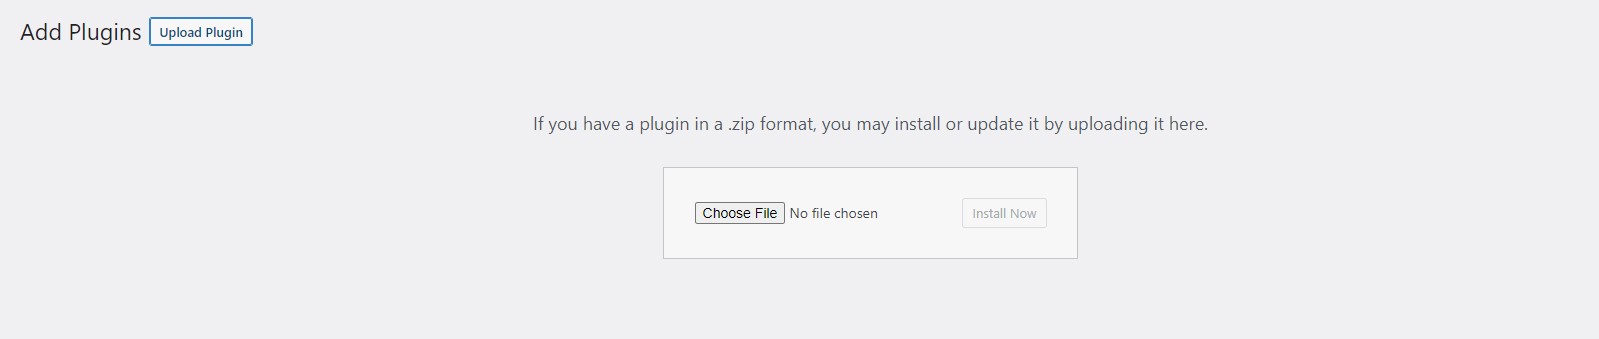 Add Plugins Upload Plugin
If you have a plugin in a .zip format, you may install or update it by uploading it here.
Choose File No file chosen Install Now